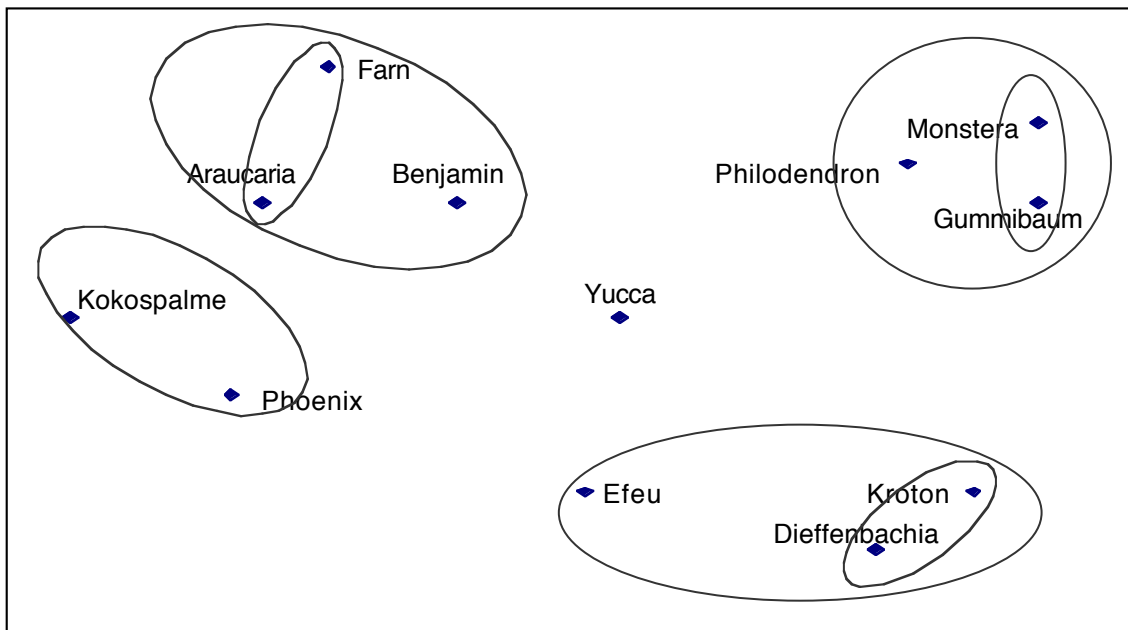 Farn
Monstera
Araucaria
Benjamin
Philodendron
Gummibaum
Kokospalme
Yucca
Phoenix
Efeu
Kroton
Dieffenbachia